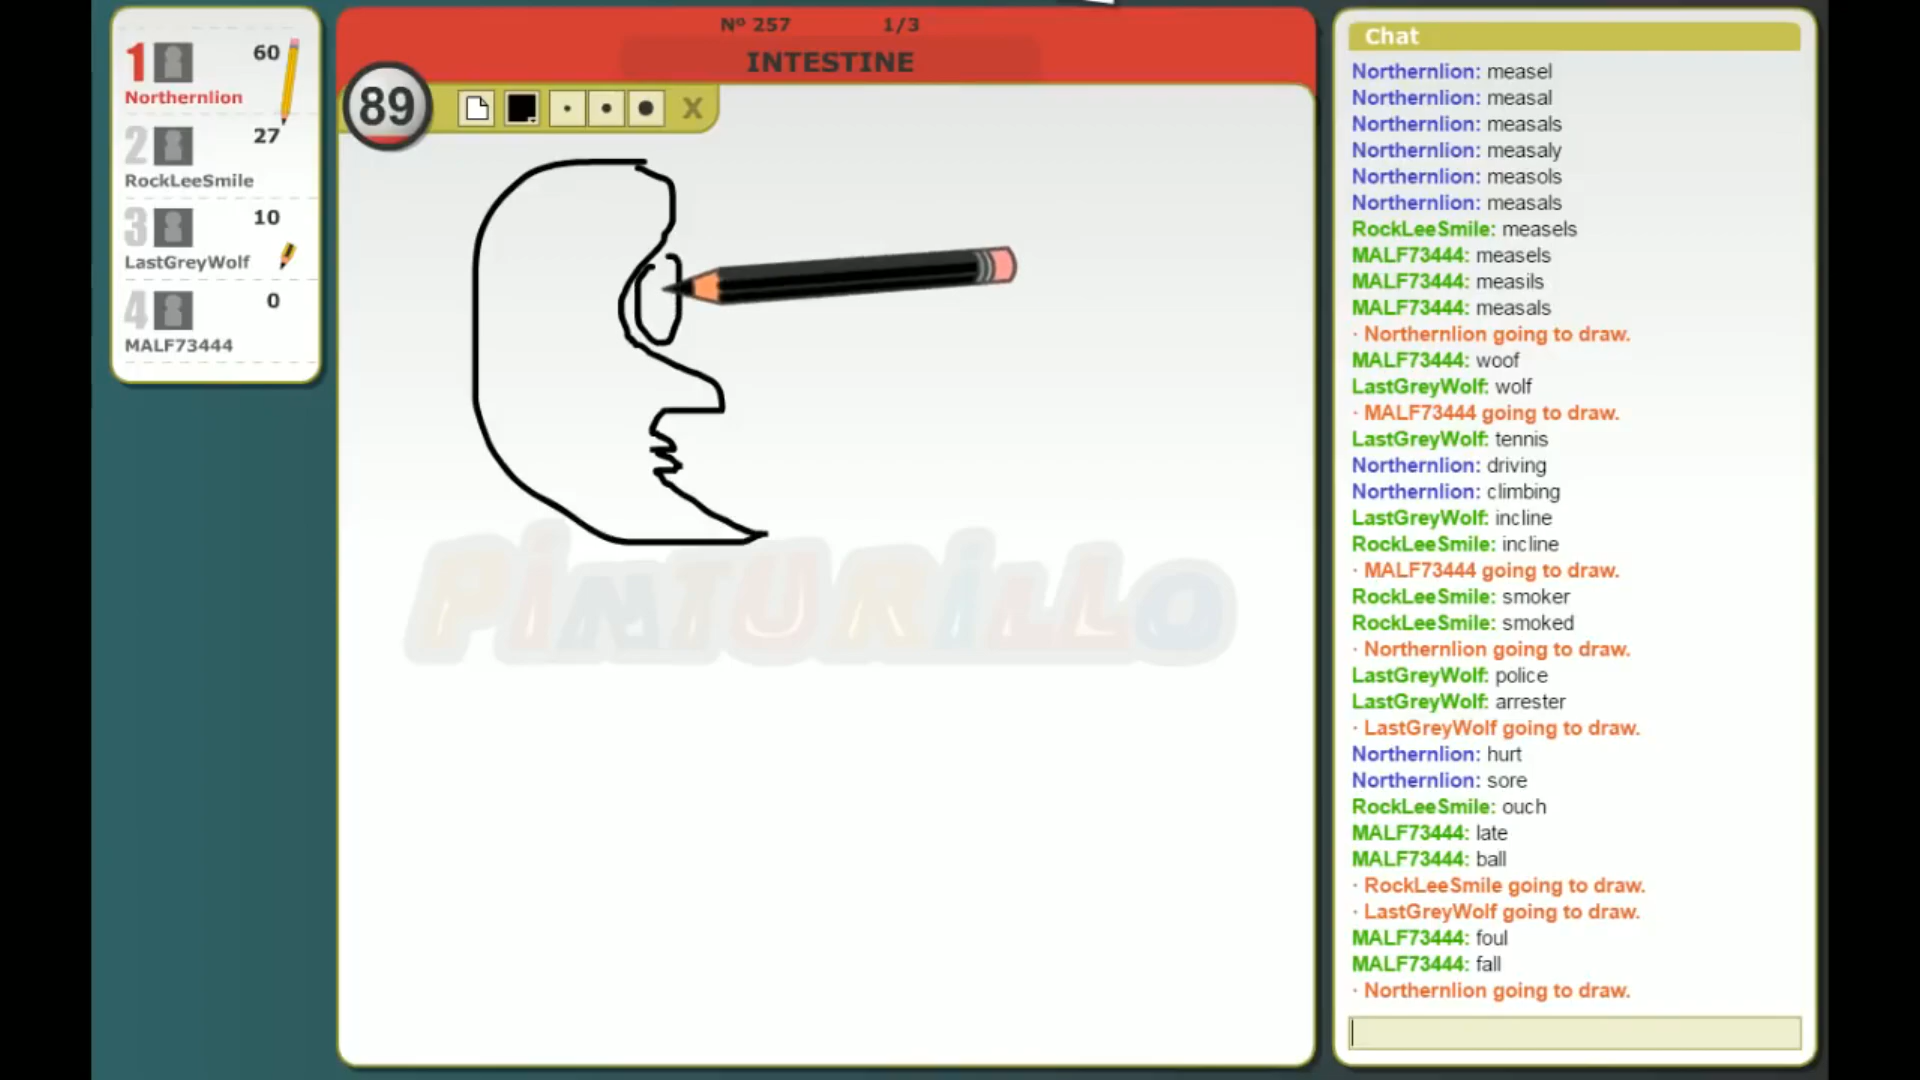 1
60
Northernlion
2
27
RockLeeSmile
3
10
LastGreyWolf
4
0
MALF73444
Nº 257
1/3
INTESTINE
89
X
PINTURILLO
Chat
Northernlion: measel
Northernlion: measal
Northernlion: measals
Northernlion: measaly
Northernlion: measols
Northernlion: measals
RockLeeSmile: measels
MALF73444: measels
MALF73444: measils
MALF73444: measals
· Northernlion going to draw.
MALF73444: woof
LastGreyWolf: wolf
· MALF73444 going to draw.
LastGreyWolf: tennis
Northernlion: driving
Northernlion: climbing
LastGreyWolf: incline
RockLeeSmile: incline
· MALF73444 going to draw.
RockLeeSmile: smoker
RockLeeSmile: smoked
· Northernlion going to draw.
LastGreyWolf: police
LastGreyWolf: arrester
· LastGreyWolf going to draw.
Northernlion: hurt
Northernlion: sore
RockLeeSmile: ouch
MALF73444: late
MALF73444: ball
· RockLeeSmile going to draw.
· LastGreyWolf going to draw.
MALF73444: foul
MALF73444: fall
· Northernlion going to draw.